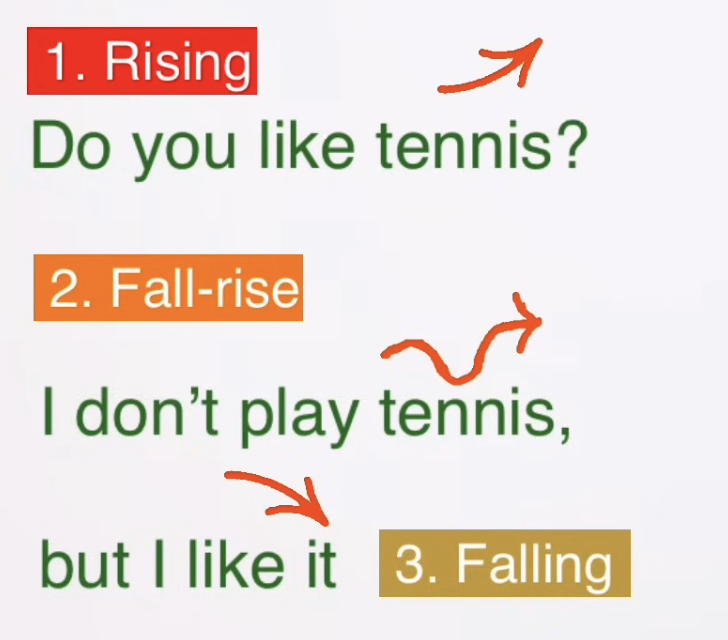 1. Rising
Do you like tennis?
2. Fall-rise
I don’t play tennis,
but I like it 3. Falling